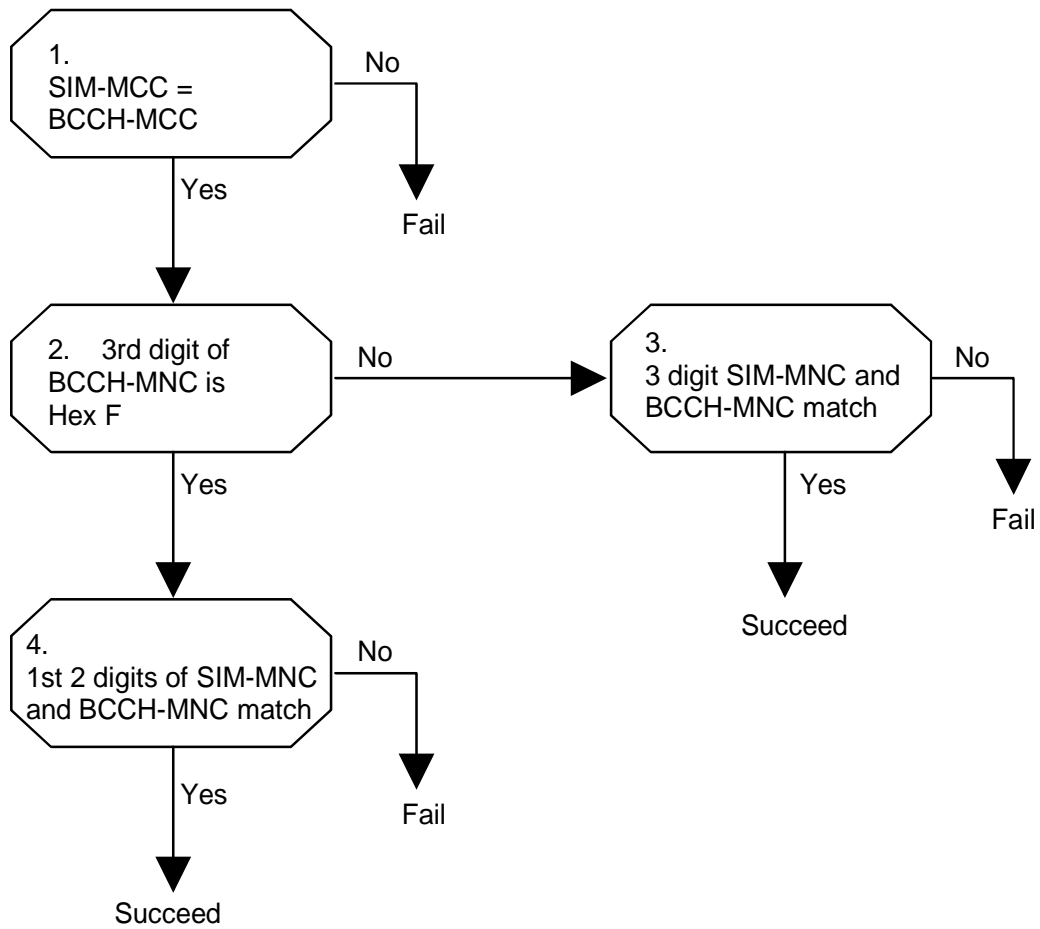 1.
SIM-MCC =
BCCH-MCC
No
Yes
Fail
2. 3rd digit of
BCCH-MNC is
Hex F
No
3.
3 digit SIM-MNC and
BCCH-MNC match
No
Yes
Yes
Fail
Succeed
4.
1st 2 digits of SIM-MNC
and BCCH-MNC match
No
Yes
Fail
Succeed